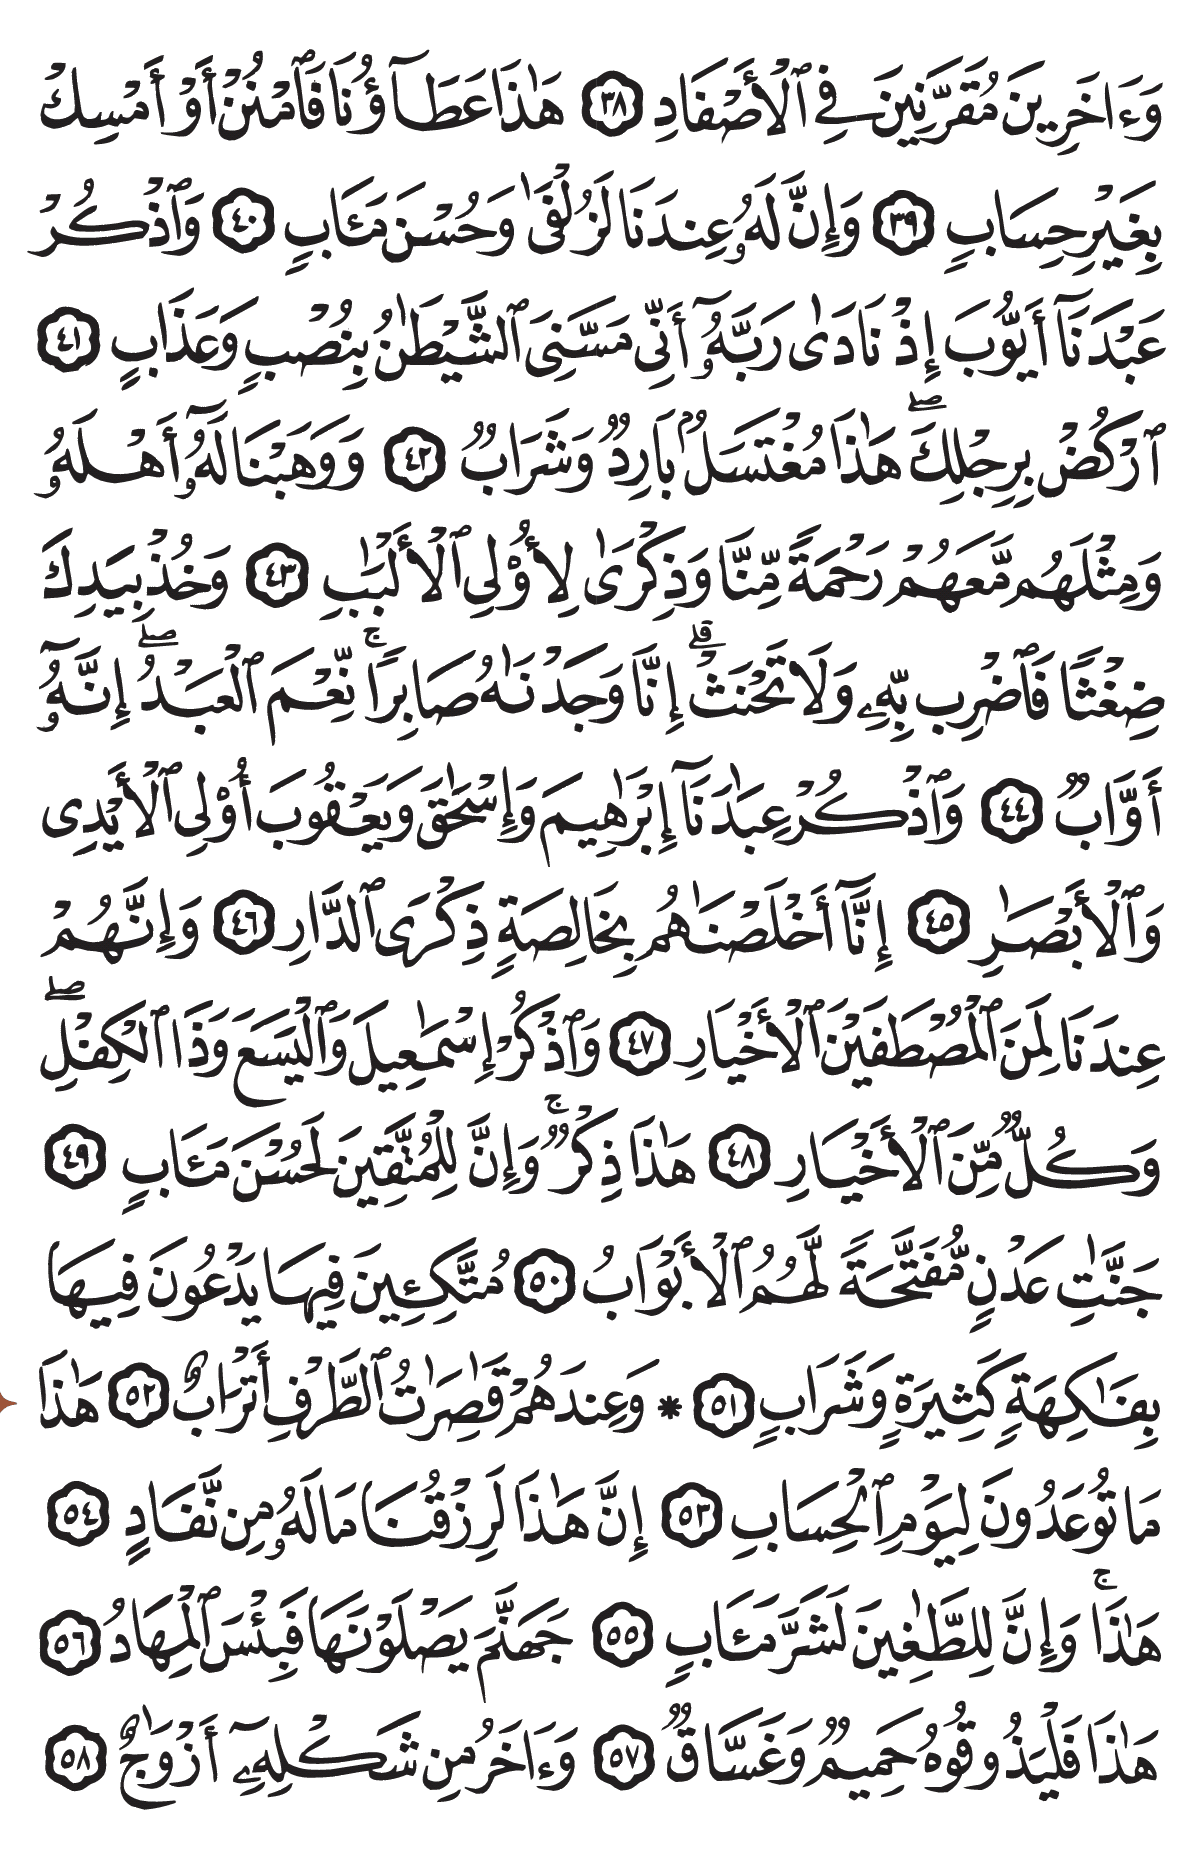 وَءَاخَرِينَ مُقَرَّنِينَ فِي ٱلْأَصْفَادِ ٣٨ هَٰذَا عَطَآؤُنَا فَٱمْنُنْ أَوْ أَمْسِكْ
بِغَيْرِ حِسَابٍ ٣٩ وَإِنَّ لَهُۥ عِندَنَا لَزُلْفَىٰ وَحُسْنَ مَـَٔابٍ ٤٠ وَٱذْكُرْ
عَبْدَنَآ أَيُّوبَ إِذْ نَادَىٰ رَبَّهُۥٓ أَنِّى مَسَّنِىَ ٱلشَّيْطَٰنُ بِنُصْبٍ وَعَذَابٍ ٤١
ٱرْكُضْ بِرِجْلِكَ ۖ هَٰذَا مُغْتَسَلٌۢ بَارِدٌ وَشَرَابٌ ٤٢ وَوَهَبْنَا لَهُۥٓ أَهْلَهُۥ
وَمِثْلَهُم مَّعَهُمْ رَحْمَةً مِّنَّا وَذِكْرَىٰ لِأُو۟لِى ٱلْأَلْبَٰبِ ٤٣ وَخُذْ بِيَدِكَ
ضِغْثًا فَٱضْرِب بِّهِۦ وَلَا تَحْنَثْ ۗ إِنَّا وَجَدْنَٰهُ صَابِرًا ۚ نِّعْمَ ٱلْعَبْدُ ۖ إِنَّهُۥٓ
أَوَّابٌ ٤٤ وَٱذْكُرْ عِبَٰدَنَآ إِبْرَٰهِيمَ وَإِسْحَٰقَ وَيَعْقُوبَ أُو۟لِى ٱلْأَيْدِى
وَٱلْأَبْصَٰرِ ٤٥ إِنَّآ أَخْلَصْنَٰهُم بِخَالِصَةٍ ذِكْرَى ٱلدَّارِ ٤٦ وَإِنَّهُمْ
عِندَنَا لَمِنَ ٱلْمُصْطَفَيْنَ ٱلْأَخْيَارِ ٤٧ وَٱذْكُرْ إِسْمَٰعِيلَ وَٱلْيَسَعَ وَذَا ٱلْكِفْلِ ۖ
وَكُلٌّ مِّنَ ٱلْأَخْيَارِ ٤٨ هَٰذَا ذِكْرٌ ۚ وَإِنَّ لِلْمُتَّقِينَ لَحُسْنَ مَـَٔابٍ ٤٩
جَنَّٰتِ عَدْنٍ مُّفَتَّحَةً لَّهُمُ ٱلْأَبْوَابُ ٥٠ مُتَّكِـِٔينَ فِيهَا يَدْعُونَ فِيهَا
بِفَٰكِهَةٍ كَثِيرَةٍ وَشَرَابٍ ٥١ ۞ وَعِندَهُمْ قَٰصِرَٰتُ ٱلطَّرْفِ أَتْرَابٌ ٥٢ هَٰذَا
مَا تُوعَدُونَ لِيَوْمِ ٱلْحِسَابِ ٥٣ إِنَّ هَٰذَا لَرِزْقُنَا مَا لَهُۥ مِن نَّفَادٍ ٥٤
هَٰذَا ۚ وَإِنَّ لِلطَّٰغِينَ لَشَرَّ مَـَٔابٍ ٥٥ جَهَنَّمَ يَصْلَوْنَهَا فَبِئْسَ ٱلْمِهَادُ ٥٦
هَٰذَا فَلْيَذُوقُوهُ حَمِيمٌ وَغَسَّاقٌ ٥٧ وَءَاخَرُ مِن شَكْلِهِۦٓ أَزْوَٰجٌ ٥٨